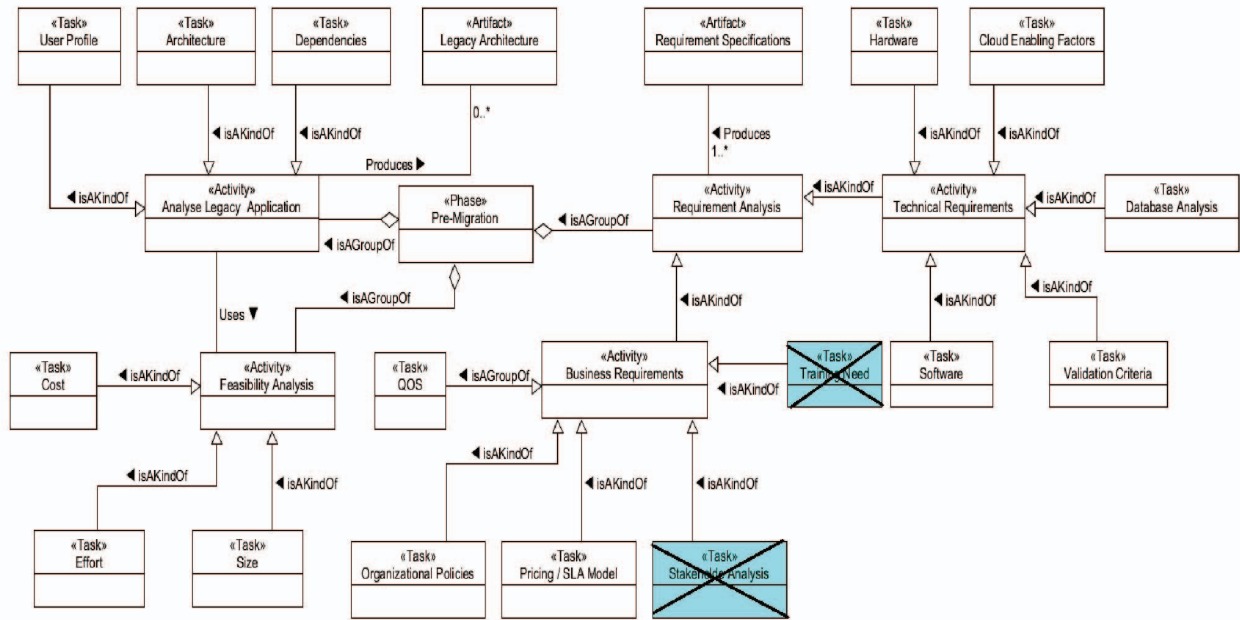 «Task»
User Profile
«Task»
Architecture
«Task»
Dependencies
«Artifact»
Legacy Architecture
«Artifact»
Requirement Specifications
«Task»
Hardware
«Task»
Cloud Enabling Factors
◀ isAKindOf
◀ isAKindOf
0..*
Produces ▶
◀ Produces
1..*
◀ isAKindOf
◀ isAKindOf
◀ isAKindOf
«Activity»
Analyse Legacy Application
«Phase»
Pre-Migration
◀ isAGroupOf
◀ isAGroupOf
«Activity»
Requirement Analysis
◀ isAKindOf
«Activity»
Technical Requirements
◀ isAKindOf
«Task»
Database Analysis
Uses ▼
◀ isAGroupOf
◀ isAKindOf
◀ isAKindOf
◀ isAKindOf
«Task»
Cost
◀ isAKindOf
«Activity»
Feasibility Analysis
«Task»
QOS
◀ isAGroupOf
«Activity»
Business Requirements
◀ isAKindOf
«Task»
Training Need
«Task»
Software
«Task»
Validation Criteria
◀ isAKindOf
◀ isAKindOf
◀ isAKindOf
◀ isAKindOf
◀ isAKindOf
«Task»
Effort
«Task»
Size
«Task»
Organizational Policies
«Task»
Pricing / SLA Model
«Task»
Stakeholde Analysis